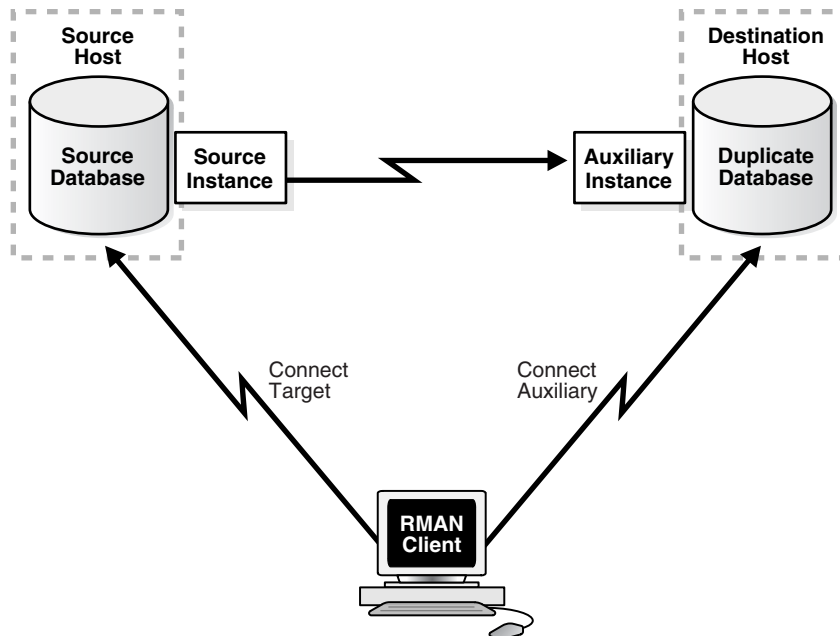 Source
Host
Destination
Host
Source
Database
Source
Instance
Auxiliary
Instance
Duplicate
Database
Connect
Target
Connect
Auxiliary
RMAN
Client